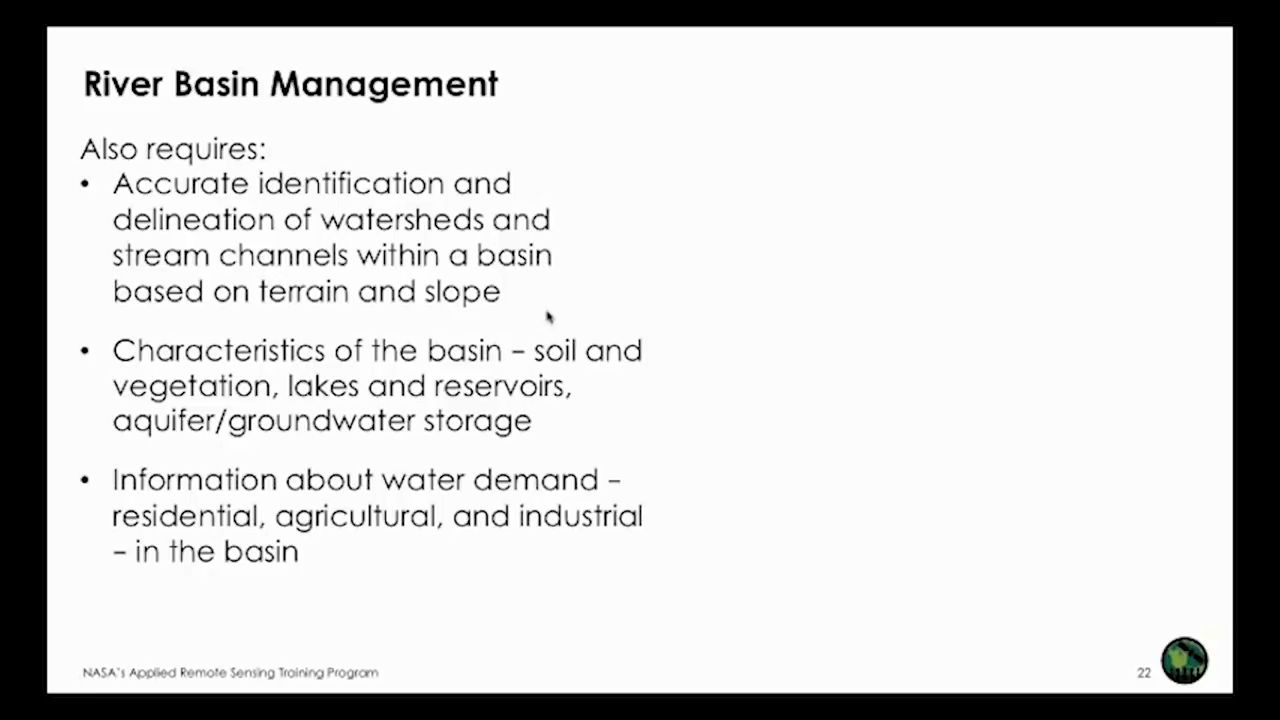 River Basin Management
Also requires:
• Accurate identification and
delineation of watersheds and
stream channels within a basin
based on terrain and slope
• Characteristics of the basin – soil and
vegetation, lakes and reservoirs,
aquifer/groundwater storage
• Information about water demand –
residential, agricultural, and industrial
– in the basin
NASA's Applied Remote Sensing Training Program
22